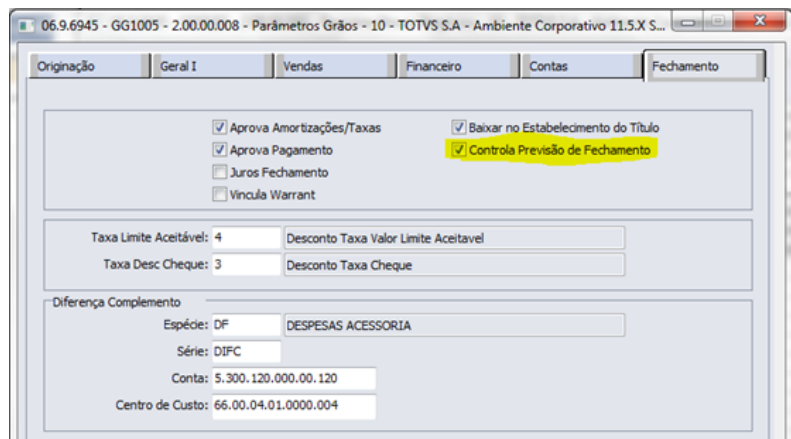 06.9.6945 - GG1005 - 2.00.00.008 - Parâmetros Grãos - 10 - TOTVS S.A - Ambiente Corporativo 11.5.X S...
Originação Geral I Vendas Financeiro Contas Fechamento
Aprova Amortizações/Taxas Baixar no Estabelecimento do Título
Aprova Pagamento Controla Previsão de Fechamento
Juros Fechamento
Vincula Warrant
Taxa Limite Aceitável: 4 Desconto Taxa Valor Limite Aceitavel
Taxa Desc Cheque: 3 Desconto Taxa Cheque
Diferença Complemento
Espécie: DF DESPESAS ACESSORIA
Série: DIFC
Conta: 5.300.120.000.00.120
Centro de Custo: 66.00.04.01.0000.004